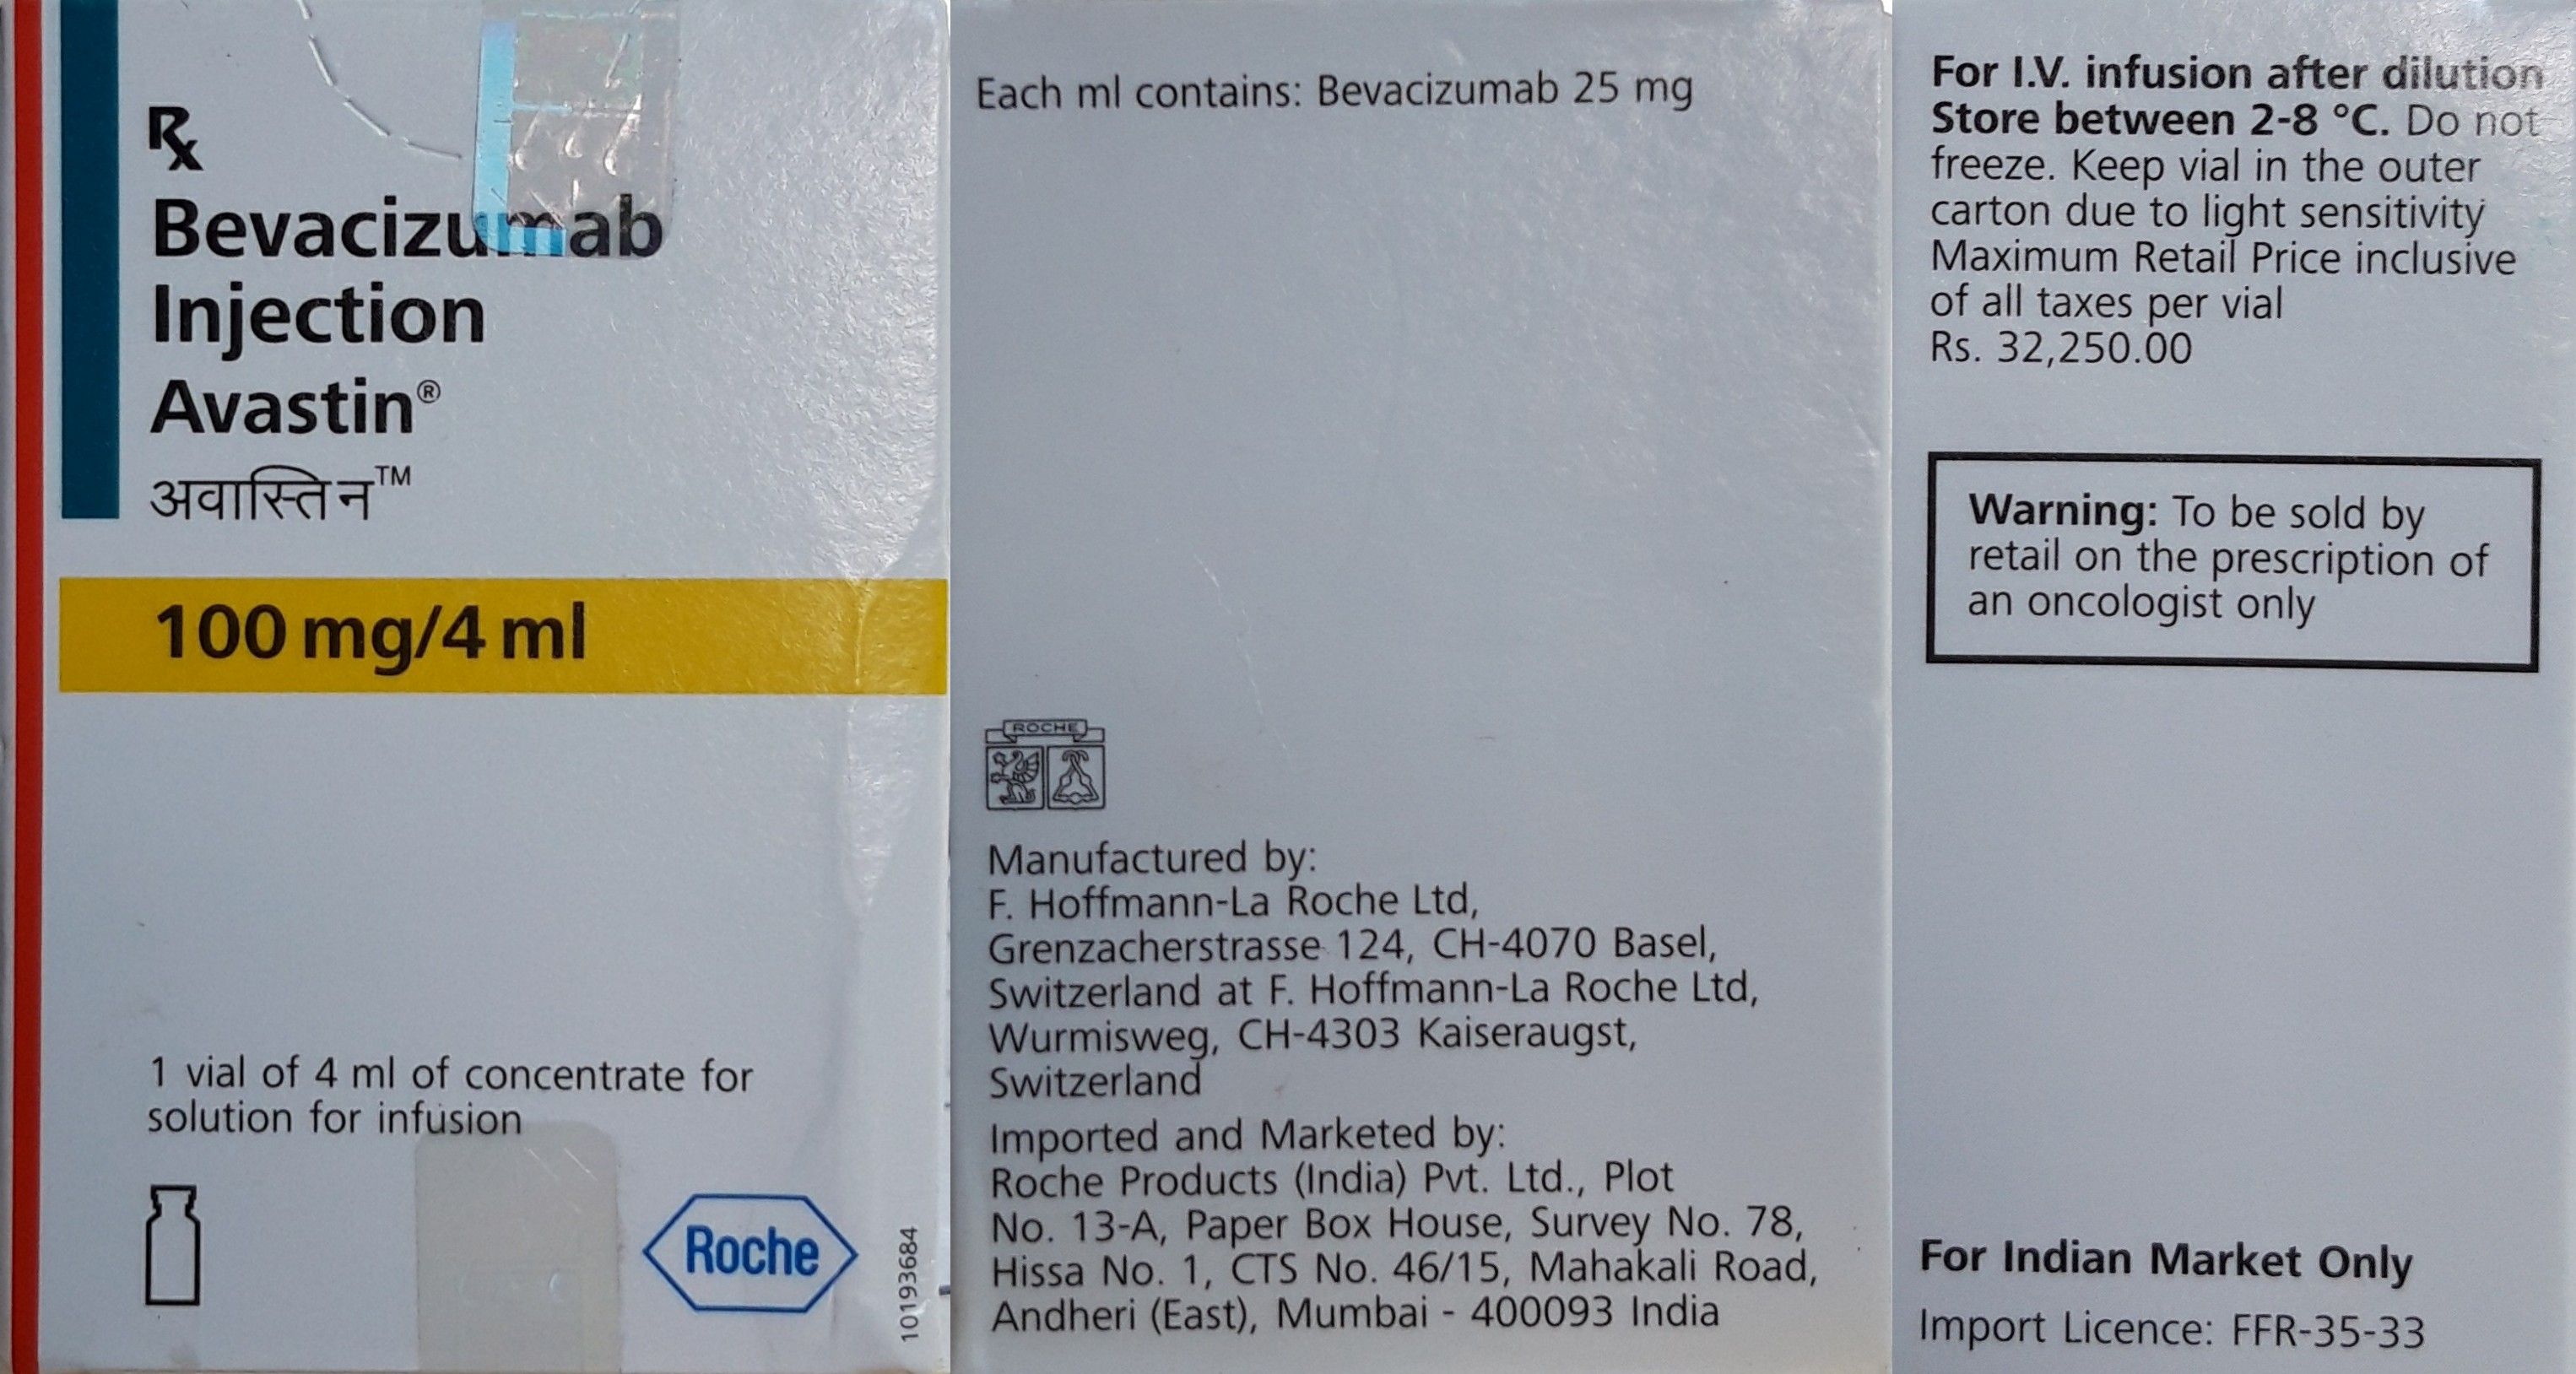 Rx
Bevacizumab
Injection
Avastin®
अवास्तिन™
100 mg/4 ml
1 vial of 4 ml of concentrate for
solution for infusion
Roche
10193684
Each ml contains: Bevacizumab 25 mg
ROCHE
Manufactured by:
F. Hoffmann-La Roche Ltd,
Grenzacherstrasse 124, CH-4070 Basel,
Switzerland at F. Hoffmann-La Roche Ltd,
Wurmisweg, CH-4303 Kaiseraugst,
Switzerland
Imported and Marketed by:
Roche Products (India) Pvt. Ltd., Plot
No. 13-A, Paper Box House, Survey No. 78,
Hissa No. 1, CTS No. 46/15, Mahakali Road,
Andheri (East), Mumbai - 400093 India
For I.V. infusion after dilution
Store between 2-8 °C. Do not
freeze. Keep vial in the outer
carton due to light sensitivity
Maximum Retail Price inclusive
of all taxes per vial
Rs. 32,250.00
Warning: To be sold by
retail on the prescription of
an oncologist only
For Indian Market Only
Import Licence: FFR-35-33